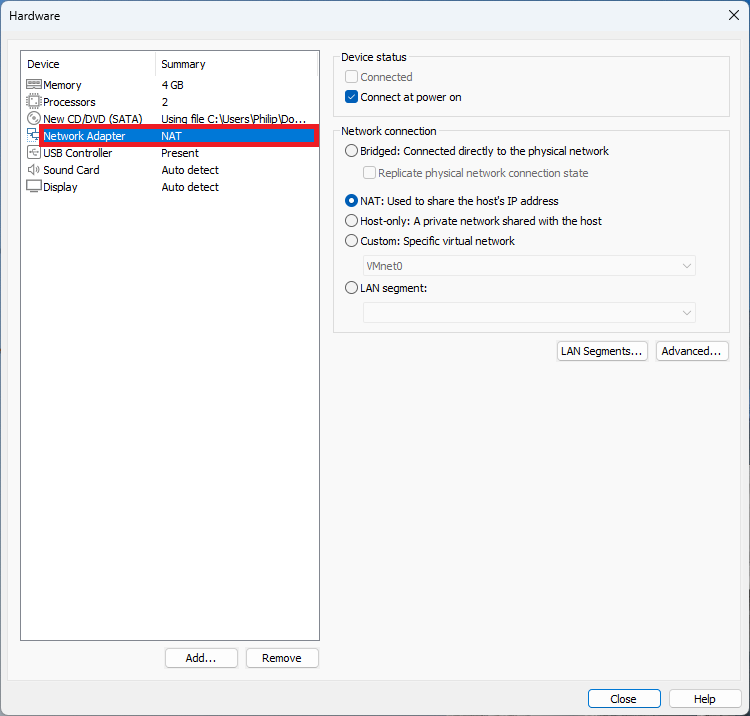 Hardware
Device Summary
Memory 4 GB
Processors 2
New CD/DVD (SATA) Using file C:\Users\Philip\Do...
Network Adapter NAT
USB Controller Present
Sound Card Auto detect
Display Auto detect
Add... Remove
Device status
Connected
Connect at power on
Network connection
Bridged: Connected directly to the physical network
Replicate physical network connection state
NAT: Used to share the host's IP address
Host-only: A private network shared with the host
Custom: Specific virtual network
VMnet0
LAN segment:
LAN Segments... Advanced...
Close Help